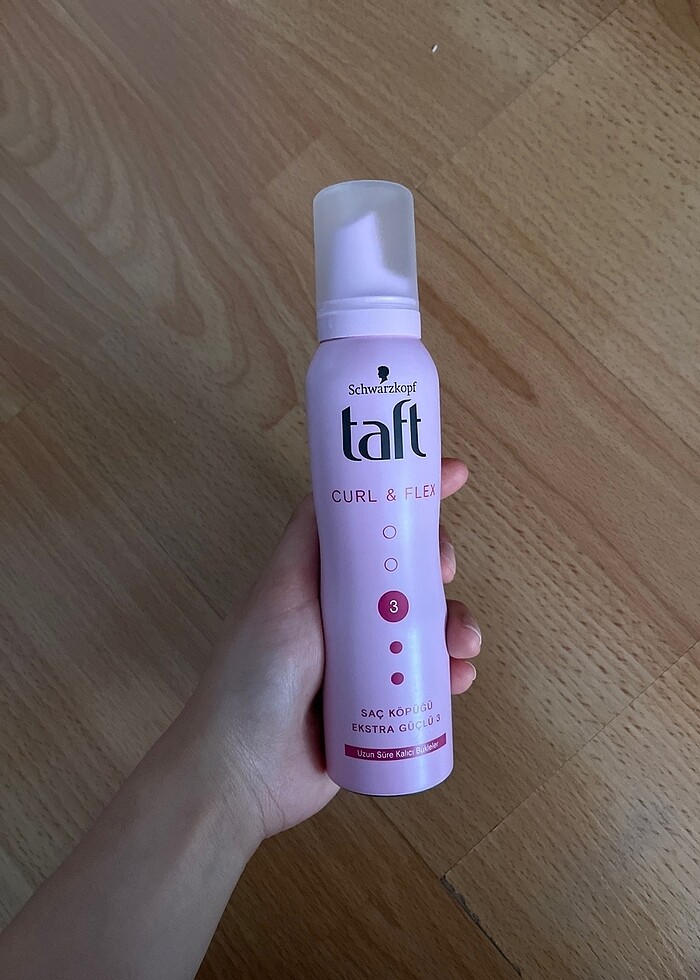 Schwarzkopf
taft
CURL & FLEX
3
SAÇ KÖPÜĞÜ
EKSTRA GÜÇLÜ 3
Uzun Süre Kalıcı Bukleler